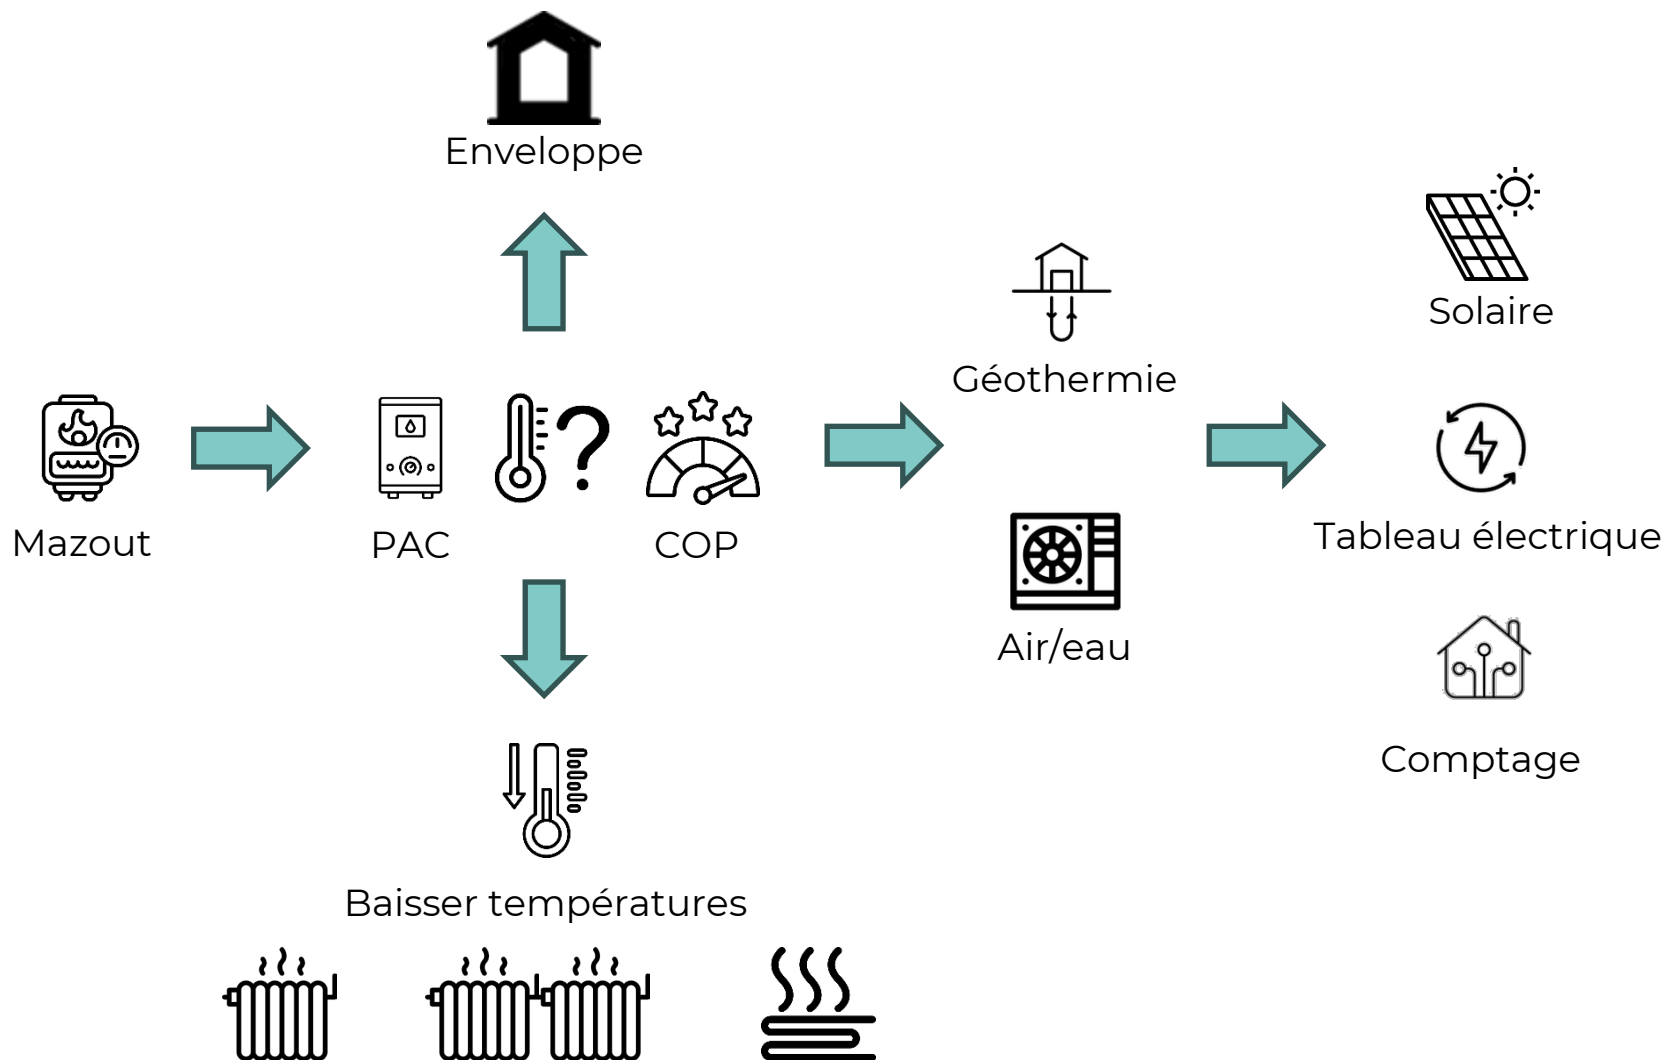 Enveloppe
Solaire
Géothermie
Mazout
PAC
?
COP
Tableau électrique
Air/eau
Comptage
Baisser températures